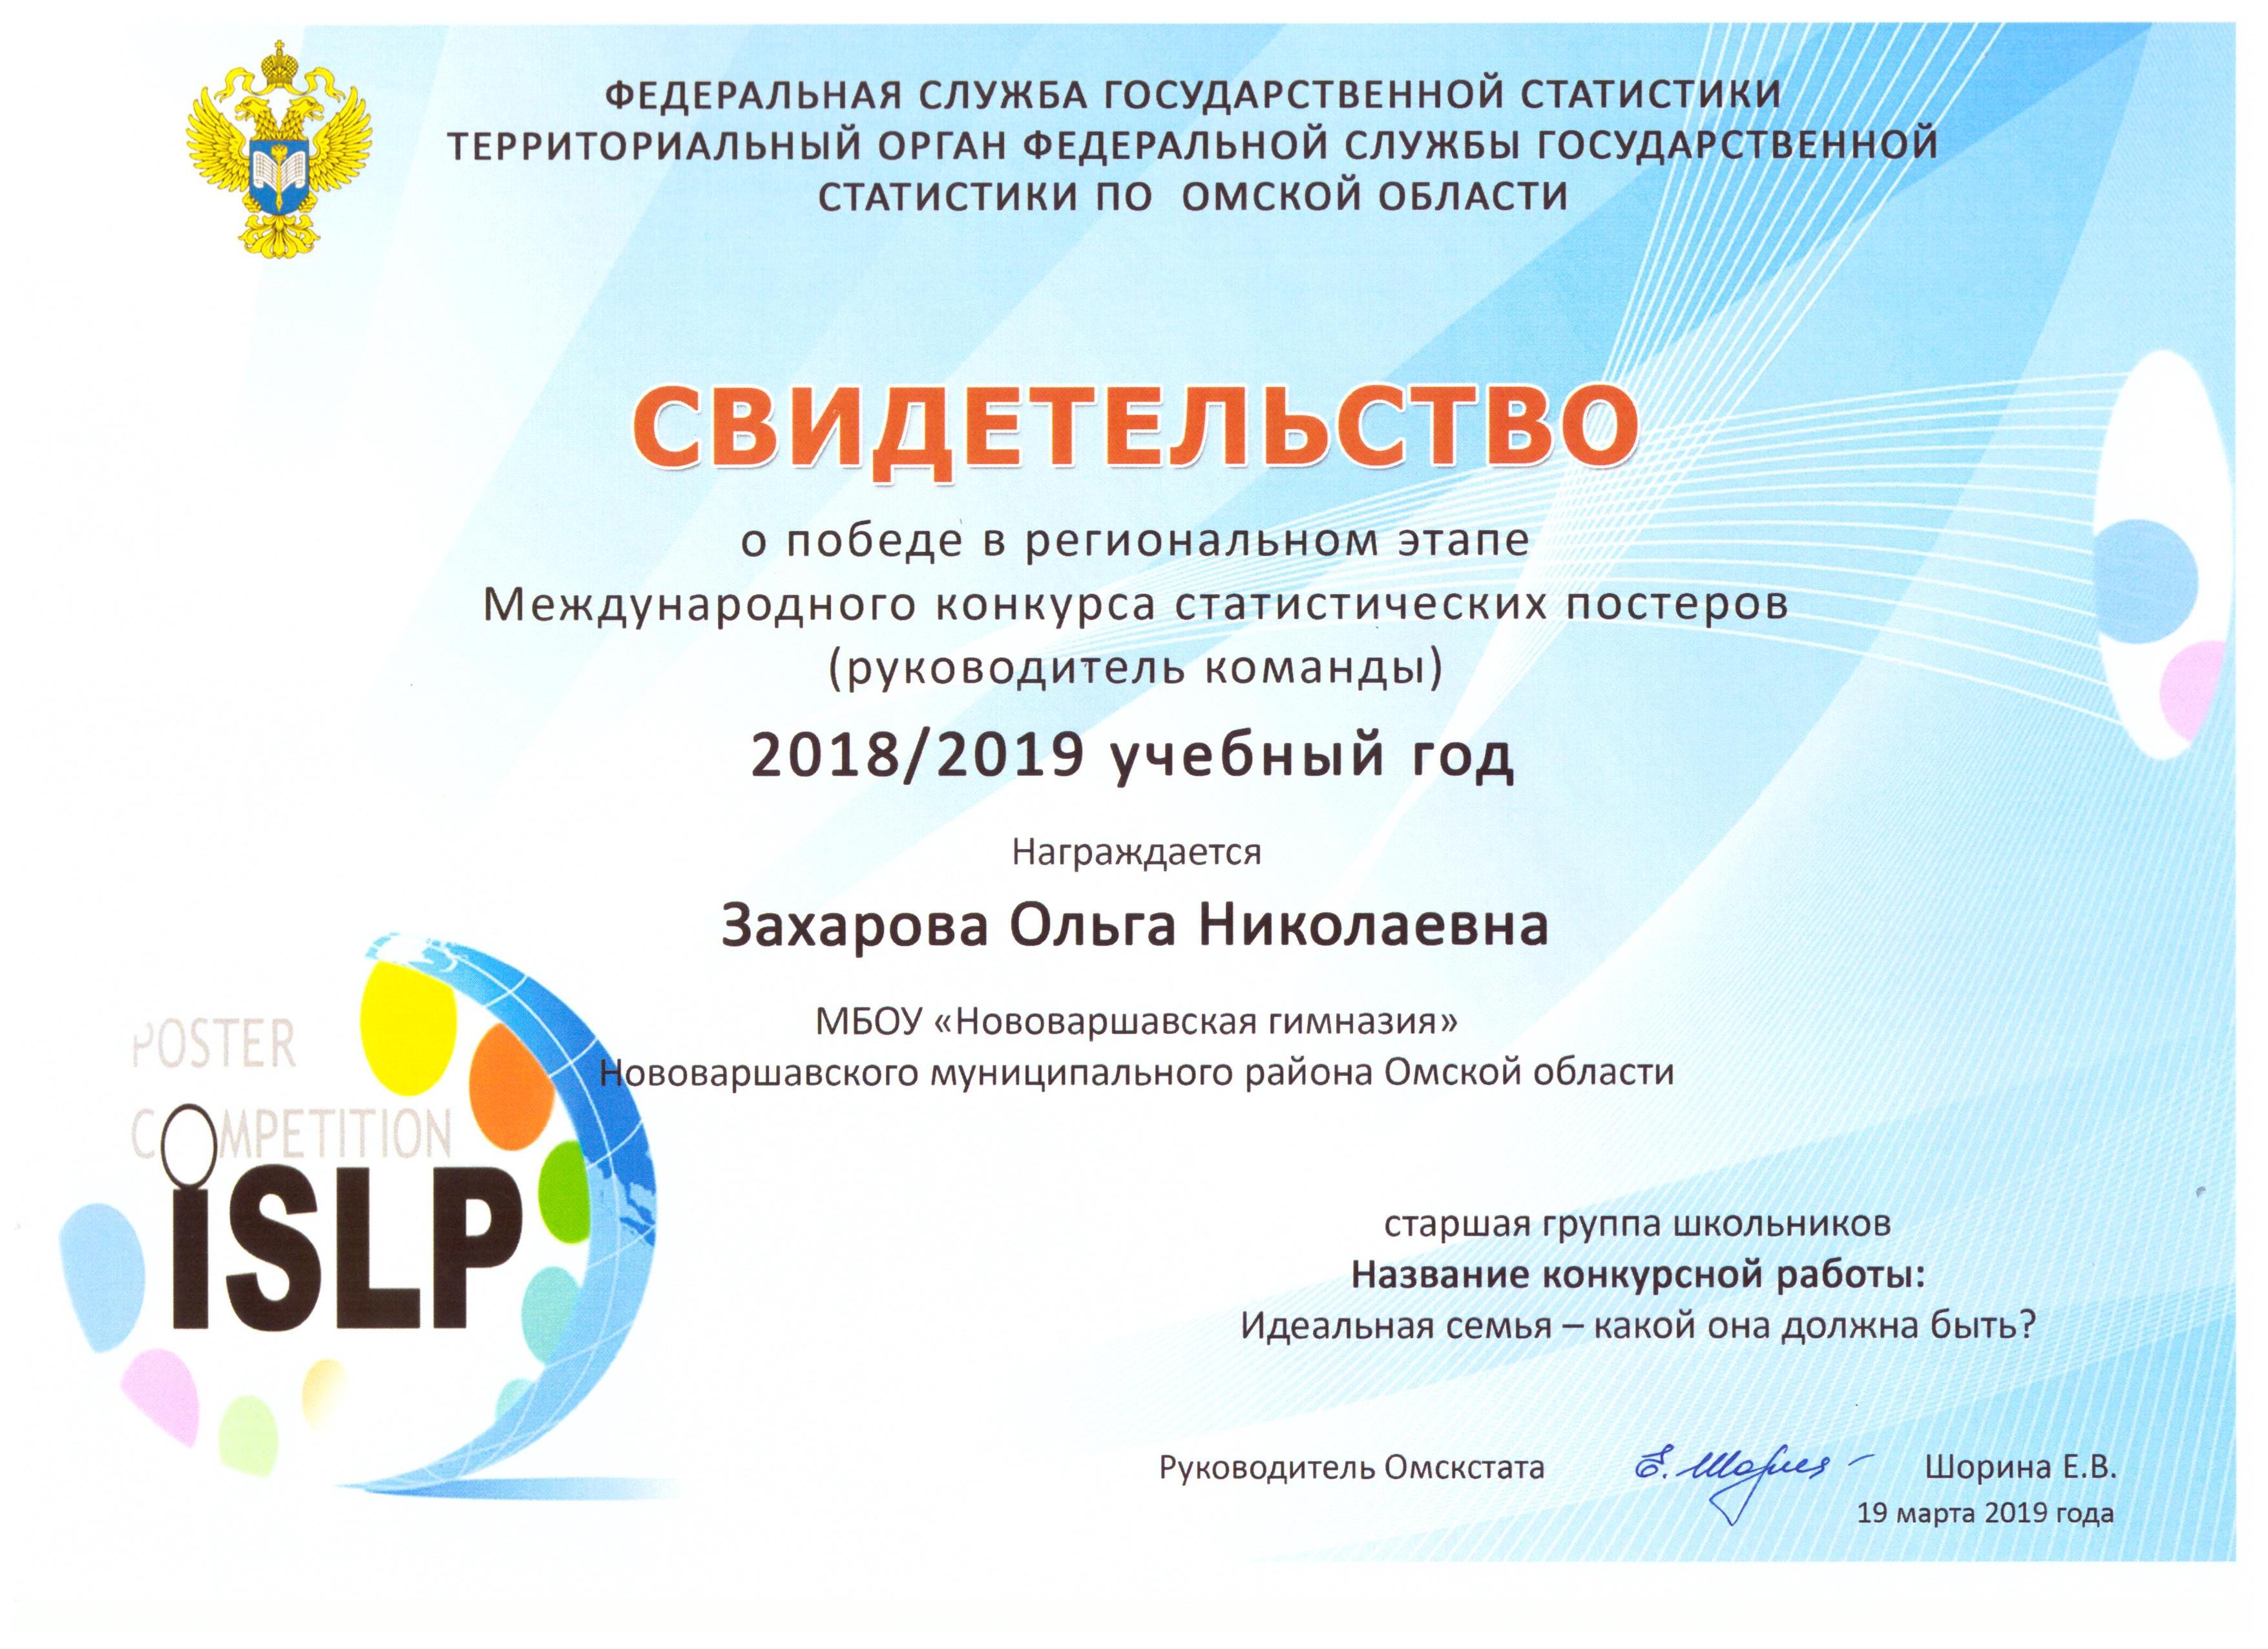 ФЕДЕРАЛЬНАЯ СЛУЖБА ГОСУДАРСТВЕННОЙ СТАТИСТИКИ
ТЕРРИТОРИАЛЬНЫЙ ОРГАН ФЕДЕРАЛЬНОЙ СЛУЖБЫ ГОСУДАРСТВЕННОЙ
СТАТИСТИКИ ПО ОМСКОЙ ОБЛАСТИ
СВИДЕТЕЛЬСТВО
о победе в региональном этапе
Международного конкурса статистических постеров
(руководитель команды)
2018/2019 учебный год
Награждается
Захарова Ольга Николаевна
МБОУ «Нововаршавская гимназия»
Нововаршавского муниципального района Омской области
POSTER
COMPETITION
iSLP
старшая группа школьников
Название конкурсной работы:
Идеальная семья – какой она должна быть?
Руководитель Омскстата Е. Шорина Шорина Е.В.
19 марта 2019 года